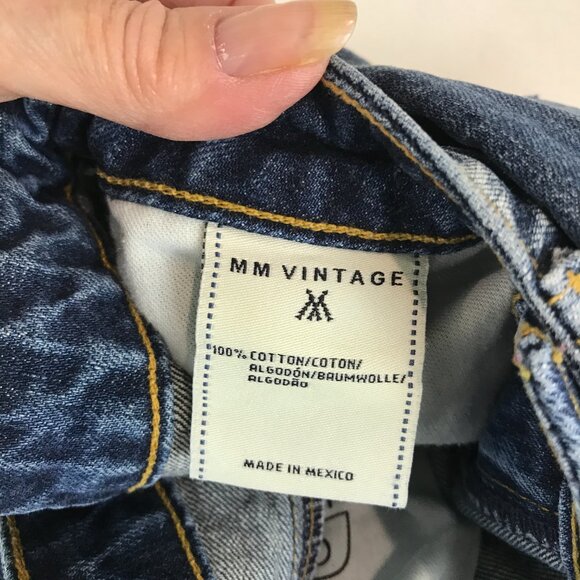 MM VINTAGE
100% COTTON/COTON/
ALGODÓN/BAUMWOLLE/
ALGODÃO
MADE IN MEXICO